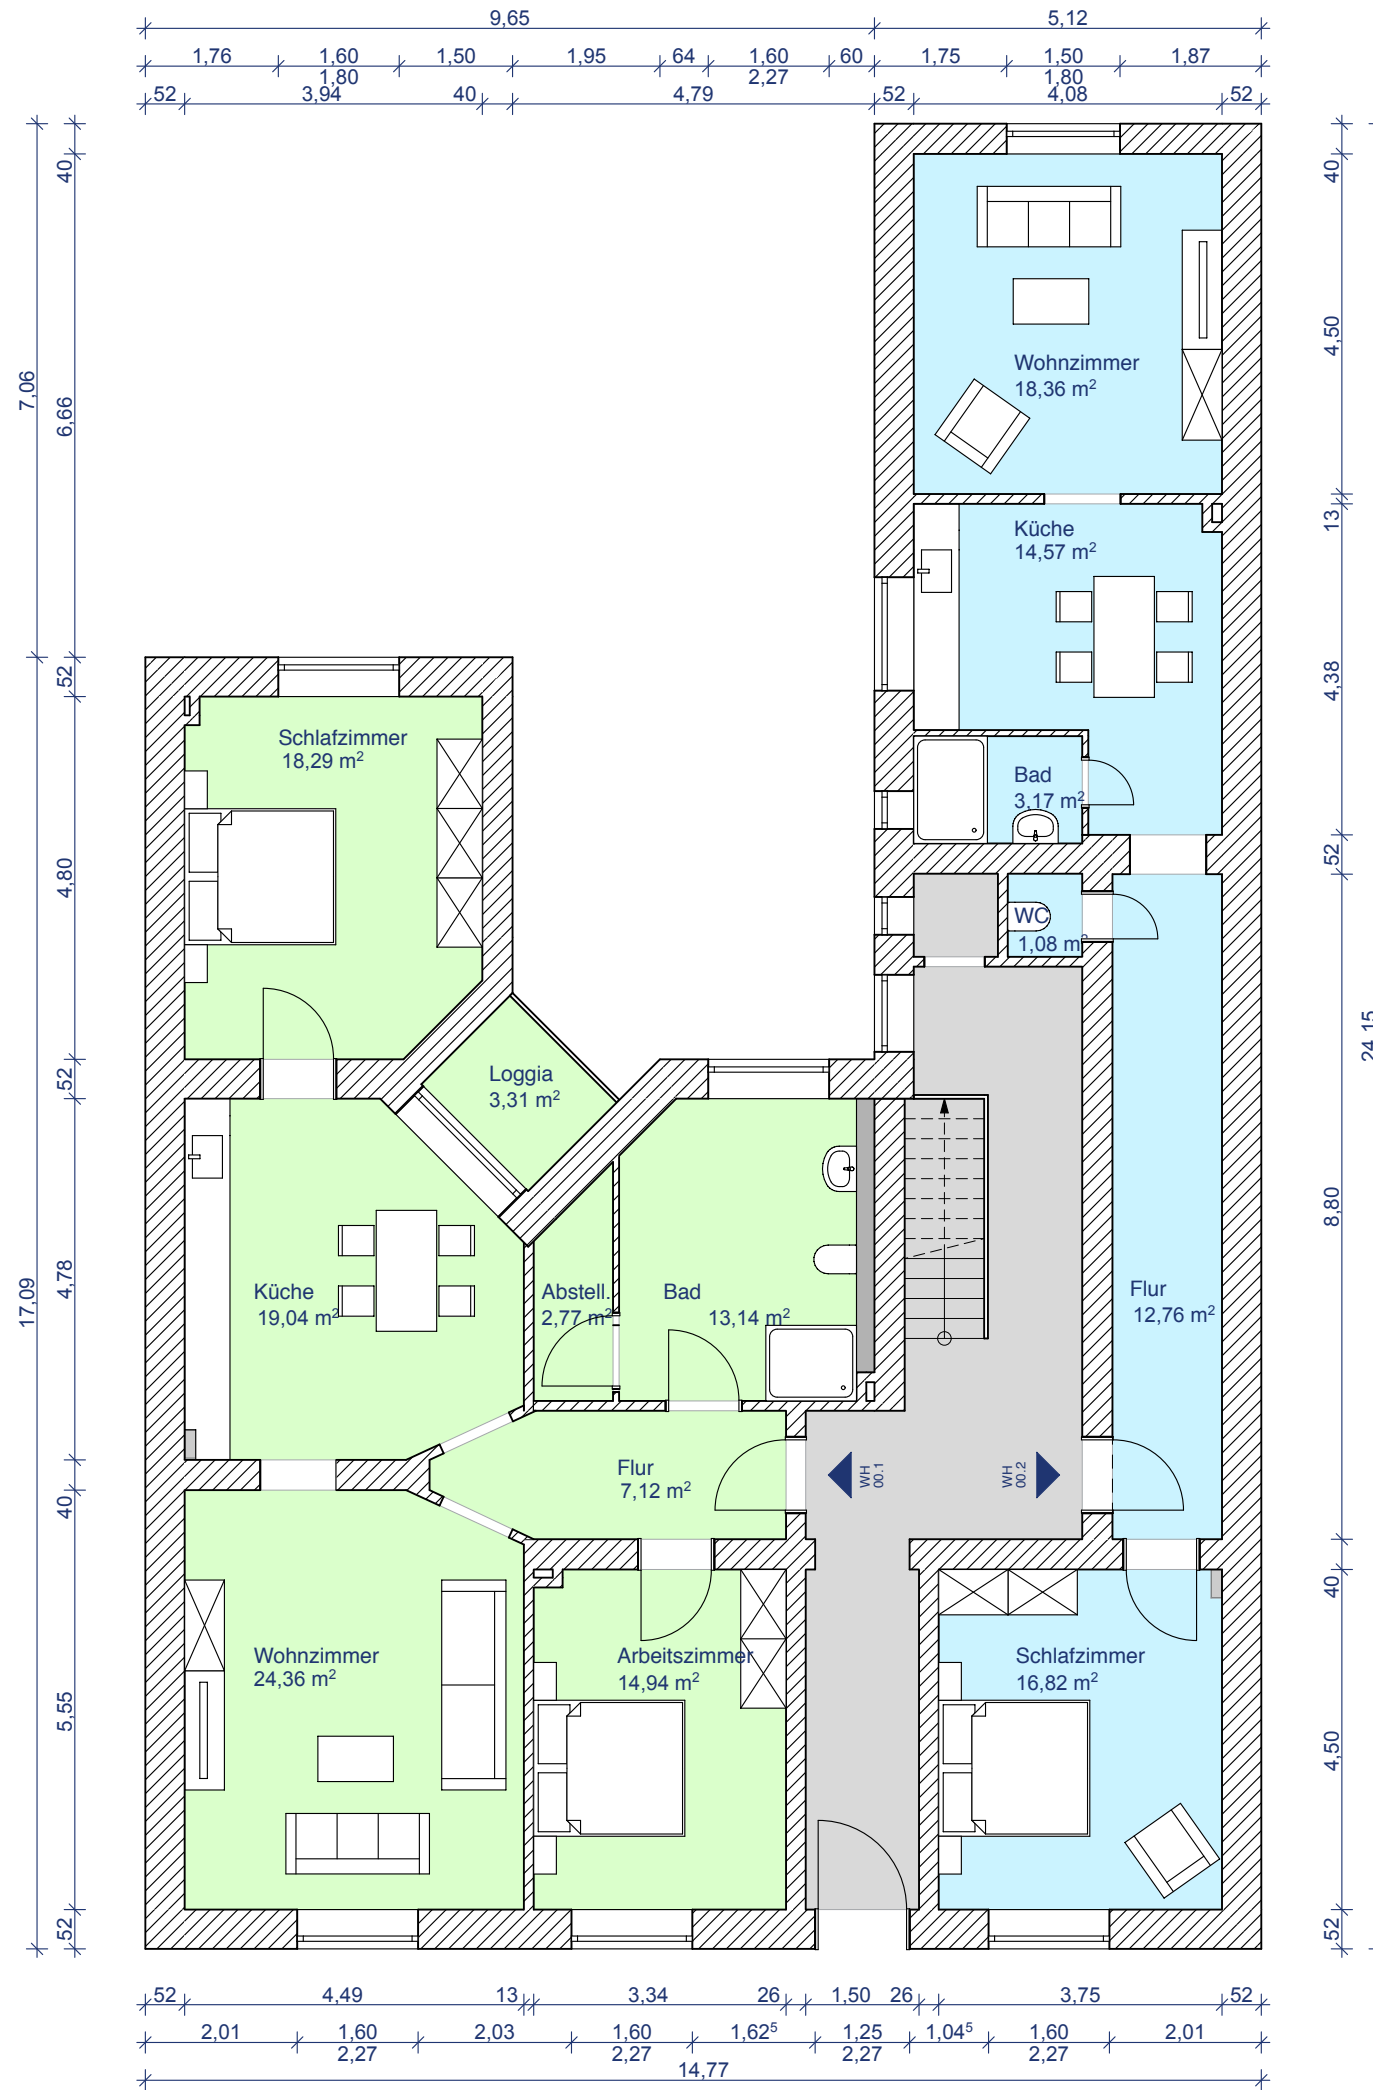 9,65 5,12
1,76 1,60 1,50 1,95 64 1,60 60 1,75 1,50 1,87
1,80 2,27 1,80
52 3,94 40 4,79 52 4,08 52
40
40
Wohnzimmer
18,36 m²
4,50
7,06
6,66
Küche
14,57 m²
13
52
4,38
Schlafzimmer
18,29 m²
Bad
3,17 m²
4,80
52
WC
1,08 m²
24,15
Loggia
3,31 m²
52
8,80
Küche
19,04 m²
Abstell.
2,77 m²
Bad
13,14 m²
Flur
12,76 m²
4,78
17,09
Flur
7,12 m²
WH
00.1
WH
00.2
40
40
Wohnzimmer
24,36 m²
Arbeitszimmer
14,94 m²
Schlafzimmer
16,82 m²
5,55
4,50
52
52
52 4,49 13 3,34 26 1,50 26 3,75 52
2,01 1,60 2,03 1,60 1,62⁵ 1,25 1,04⁵ 1,60 2,01
2,27 2,27 2,27 2,27
14,77